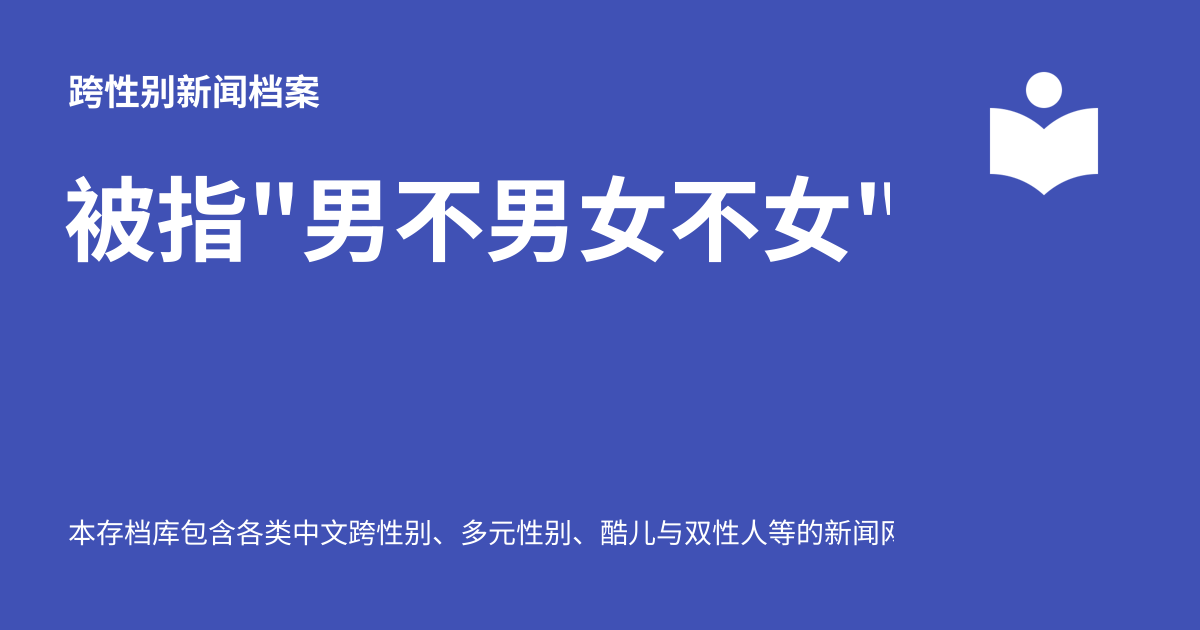 跨性别新闻档案
被指"男不男女不女"
本存档库包含各类中文跨性别、多元性别、酷儿与双性人等的新闻